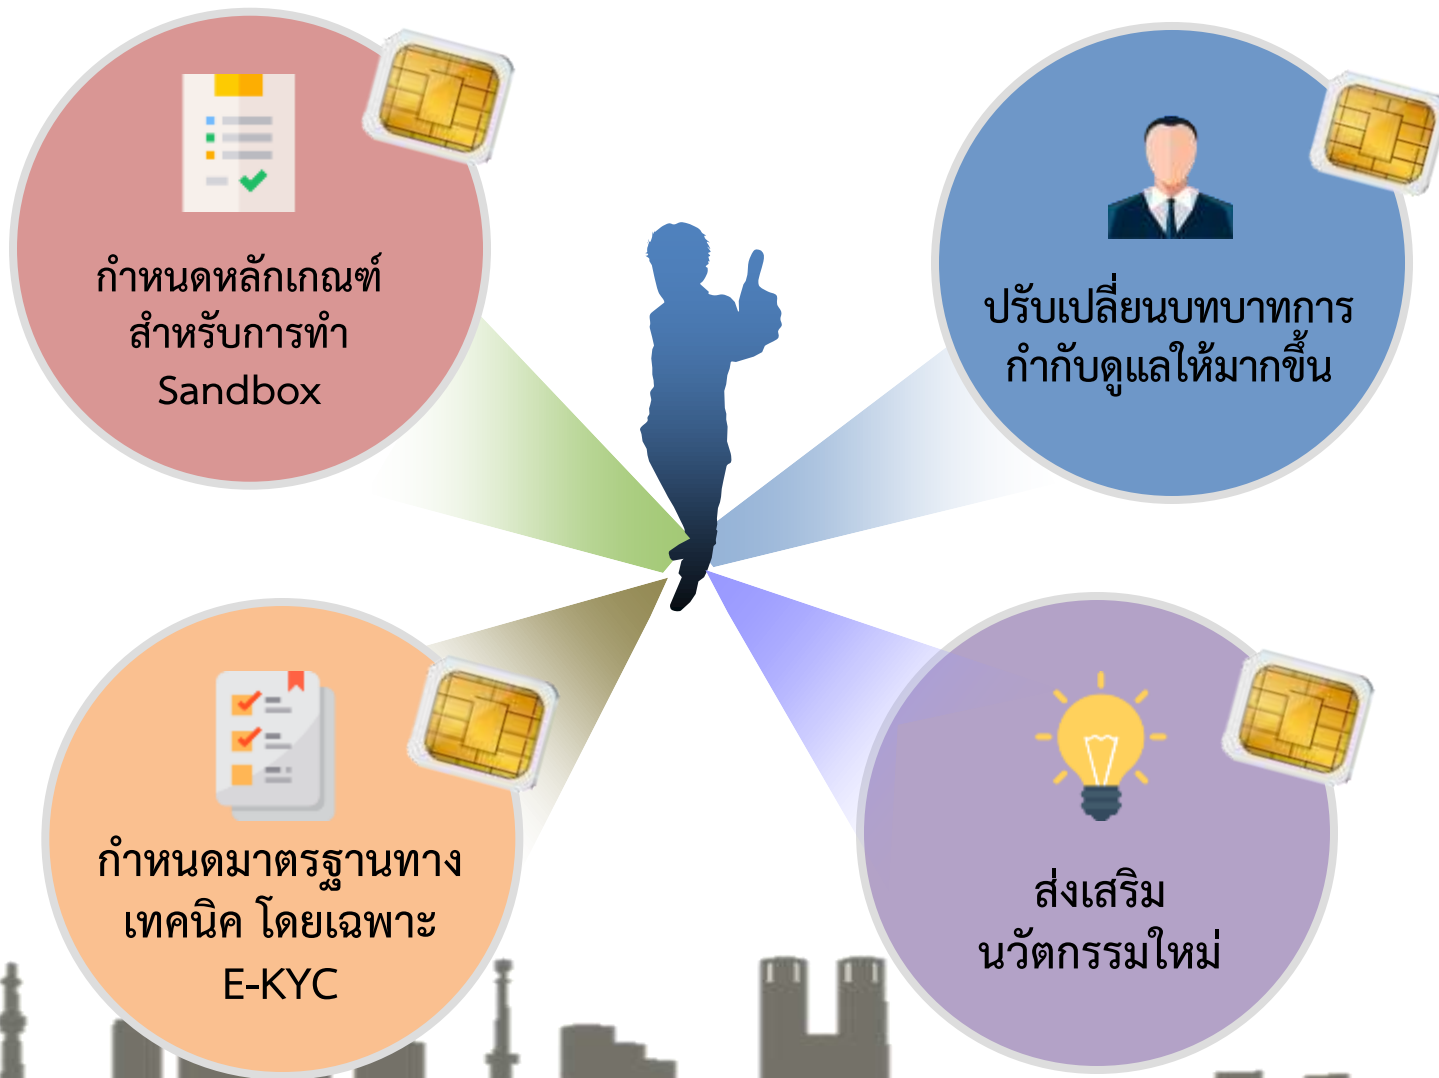 กำหนดหลักเกณฑ์
สำหรับการทำ
Sandbox
ปรับเปลี่ยนบทบาทการ
กำกับดูแลให้มากขึ้น
กำหนดมาตรฐานทาง
เทคนิค โดยเฉพาะ
E-KYC
ส่งเสริม
นวัตกรรมใหม่